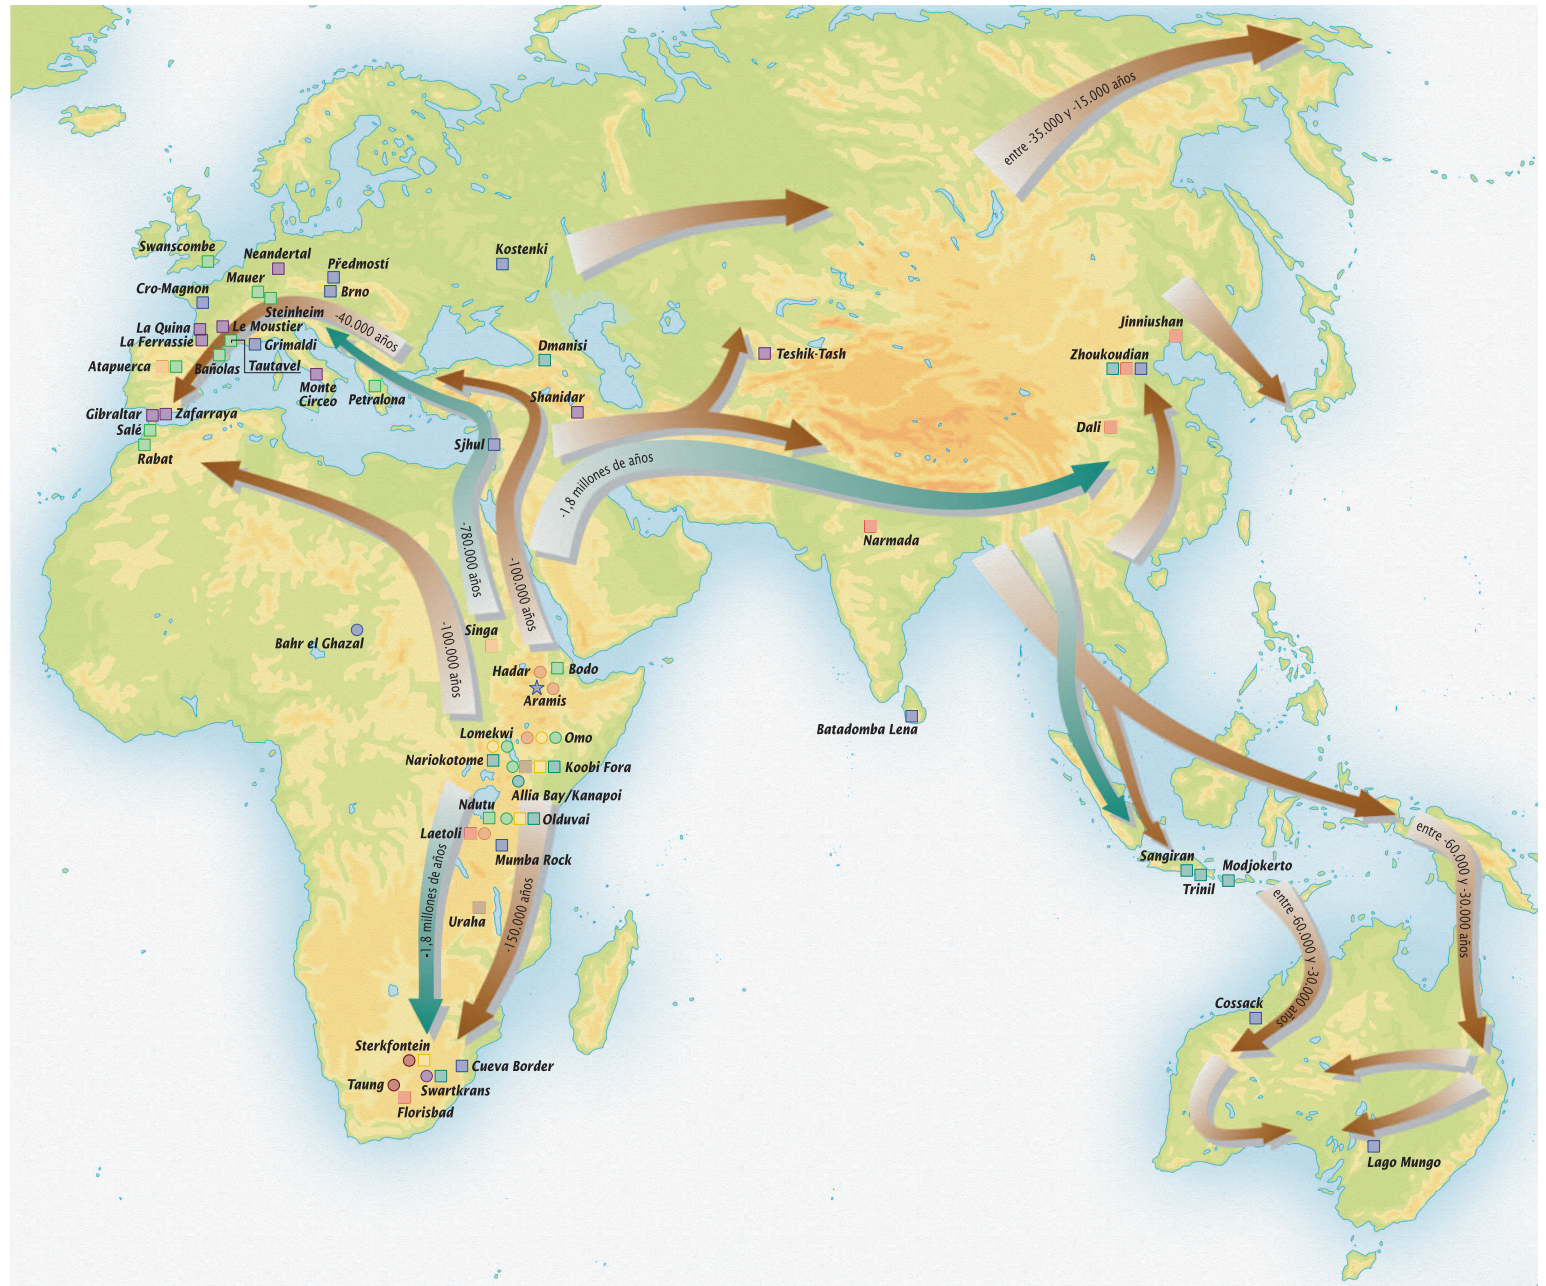 entre -35.000 y -15.000 años
Swanscombe
Neandertal
Kostenki
Předmostí
Mauer
Cro-Magnon
Brno
Steinheim
-40.000 años
La Quina
Le Moustier
La Ferrassie
Grimaldi
Dmanisi
Teshik-Tash
Jinniushan
Zhoukoudian
Atapuerca
Bañolas
Tautavel
Monte
Circeo
Petralona
Shanidar
Gibraltar
Zafarraya
Salé
Rabat
Sjhul
Dali
-1,8 millones de años
-780.000 años
-100.000 años
Narmada
-100.000 años
Singa
Bahr el Ghazal
Hadar
Bodo
Aramis
Batadomba Lena
Lomekwi
Omo
Nariokotome
Koobi Fora
Allia Bay/Kanapoi
Ndutu
Olduvai
Laetoli
Mumba Rock
-1,8 millones de años
-150.000 años
Uraha
Sangiran
Modjokerto
Trinil
entre -60.000 y -30.000 años
entre -60.000 y -30.000 años
Cossack
Sterkfontein
Cueva Border
Taung
Swartkrans
Florisbad
Lago Mungo